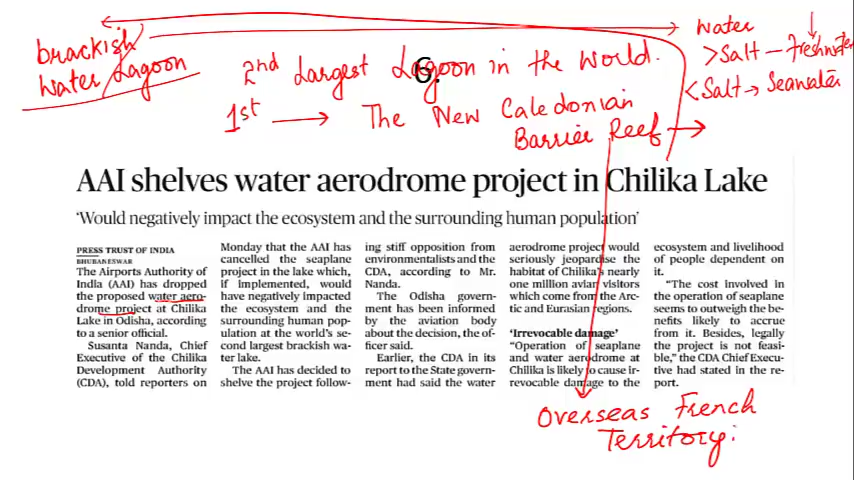 brackish
water Lagoon
2nd Largest Lagoon in the World.
1st → The New Caledonian
Barrier Reef →
Water
> Salt - Freshwater
< Salt → Seawater
AAI shelves water aerodrome project in Chilika Lake
‘Would negatively impact the ecosystem and the surrounding human population’
PRESS TRUST OF INDIA
BHUBANESWAR
The Airports Authority of
India (AAI) has dropped
the proposed water aero-
drome project at Chilika
Lake in Odisha, according
to a senior official.
Susanta Nanda, Chief
Executive of the Chilika
Development Authority
(CDA), told reporters on
Monday that the AAI has
cancelled the seaplane
project in the lake which,
if implemented, would
have negatively impacted
the ecosystem and the
surrounding human pop-
ulation at the world’s se-
cond largest brackish wa-
ter lake.
The AAI has decided to
shelve the project follow-
ing stiff opposition from
environmentalists and the
CDA, according to Mr.
Nanda.
The Odisha govern-
ment has been informed
by the aviation body
about the decision, the of-
ficer said.
Earlier, the CDA in its
report to the State govern-
ment had said the water
aerodrome project would
seriously jeopardise the
habitat of Chilika’s nearly
one million avian visitors
which come from the Arc-
tic and Eurasian regions.
‘Irrevocable damage’
“Operation of seaplane
and water aerodrome at
Chilika is likely to cause ir-
revocable damage to the
ecosystem and livelihood
of people dependent on
it.
“The cost involved in
the operation of seaplane
seems to outweigh the be-
nefits likely to accrue
from it. Besides, legally
the project is not feasi-
ble,” the CDA Chief Execu-
tive had stated in the re-
port.
Overseas French
Territory.